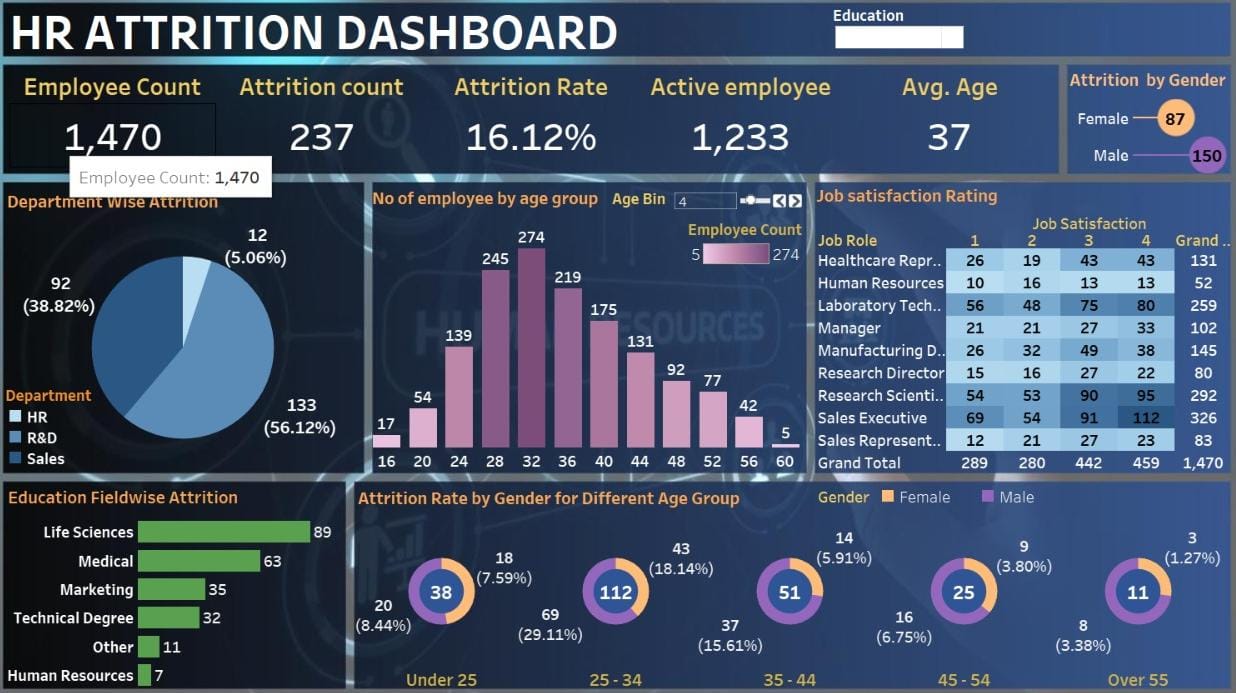 HR ATTRITION DASHBOARD
Education
Employee Count
1,470
Attrition count
237
Attrition Rate
16.12%
Active employee
1,233
Avg. Age
37
Attrition by Gender
Female 87
Male 150
Employee Count: 1,470
Department Wise Attrition
12
(5.06%)
92
(38.82%)
133
(56.12%)
Department
HR
R&D
Sales
No of employee by age group
Age Bin 4
Employee Count
5 274
17 54 139 245 274 219 175 131 92 77 42 5
16 20 24 28 32 36 40 44 48 52 56 60
HUMAN RESOURCES
Job satisfaction Rating
Job Satisfaction
Job Role 1 2 3 4 Grand ..
Healthcare Repr.. 26 19 43 43 131
Human Resources 10 16 13 13 52
Laboratory Tech.. 56 48 75 80 259
Manager 21 21 27 33 102
Manufacturing D.. 26 32 49 38 145
Research Director 15 16 27 22 80
Research Scienti.. 54 53 90 95 292
Sales Executive 69 54 91 112 326
Sales Represent.. 12 21 27 23 83
Grand Total 289 280 442 459 1,470
Education Fieldwise Attrition
Life Sciences 89
Medical 63
Marketing 35
Technical Degree 32
Other 11
Human Resources 7
Attrition Rate by Gender for Different Age Group
Gender Female Male
18
(7.59%)
38
20
(8.44%)
Under 25
43
(18.14%)
112
69
(29.11%)
25 - 34
14
(5.91%)
51
37
(15.61%)
35 - 44
9
(3.80%)
25
16
(6.75%)
45 - 54
3
(1.27%)
11
8
(3.38%)
Over 55